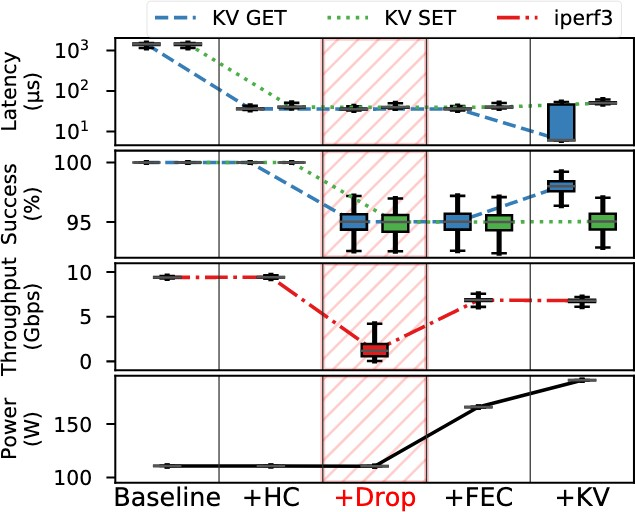 KV GET KV SET iperf3
Latency
(μs)
10³
10²
10¹
Success
(%)
100
95
Throughput
(Gbps)
10
5
0
Power
(W)
150
100
Baseline +HC +Drop +FEC +KV